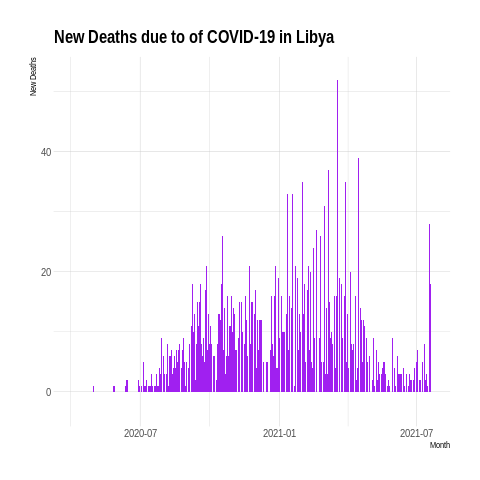 New Deaths due to of COVID-19 in Libya
New Deaths
40
20
0
2020-07
2021-01
2021-07
Month